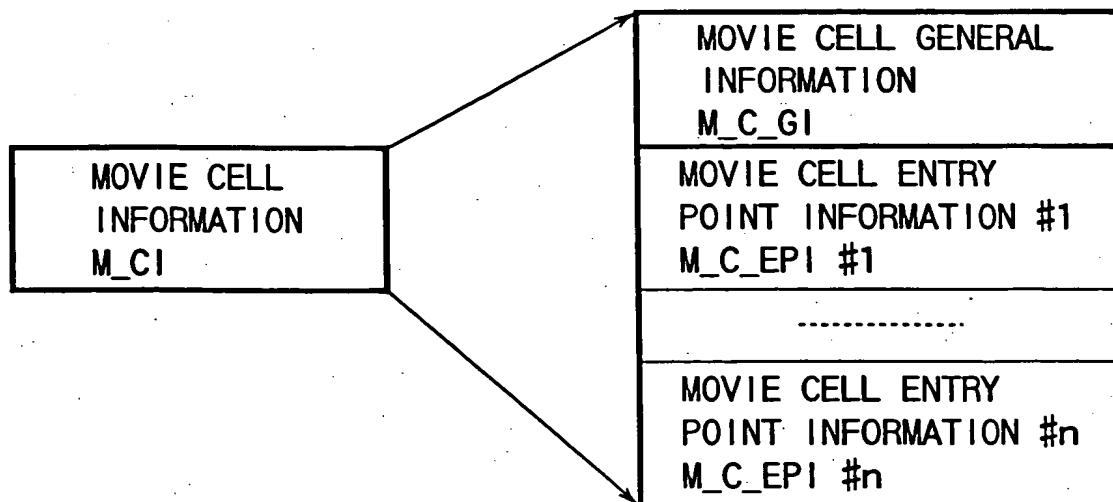 MOVIE CELL
INFORMATION
M_CI
MOVIE CELL GENERAL
INFORMATION
M_C_GI
MOVIE CELL ENTRY
POINT INFORMATION #1
M_C_EPI #1
MOVIE CELL ENTRY
POINT INFORMATION #n
M_C_EPI #n